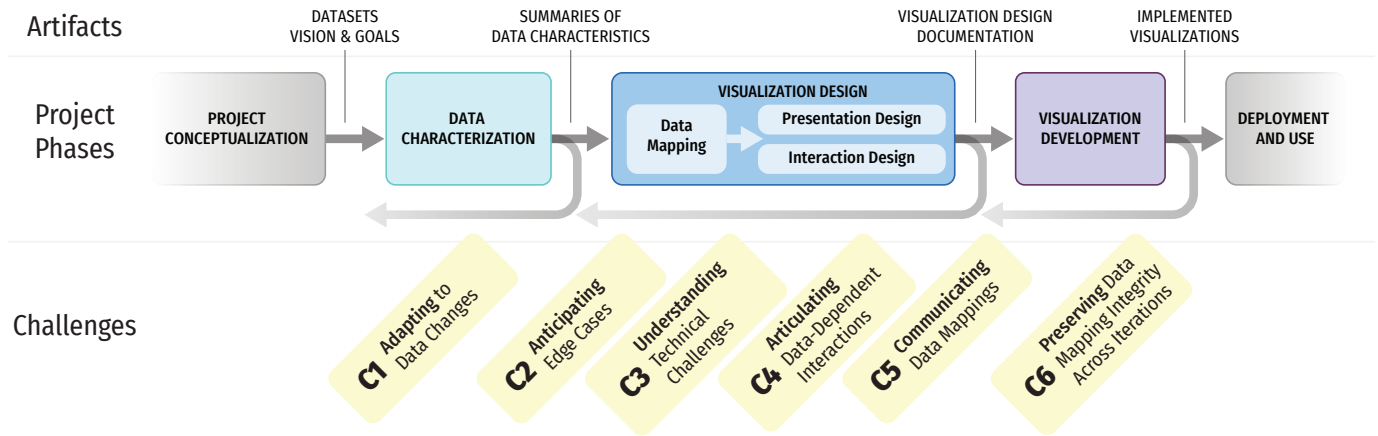 Artifacts
DATASETS
VISION & GOALS
SUMMARIES OF
DATA CHARACTERISTICS
VISUALIZATION DESIGN
DOCUMENTATION
IMPLEMENTED
VISUALIZATIONS
Project
Phases
PROJECT
CONCEPTUALIZATION
DATA
CHARACTERIZATION
VISUALIZATION DESIGN
Data
Mapping
Presentation Design
Interaction Design
VISUALIZATION
DEVELOPMENT
DEPLOYMENT
AND USE
Challenges
C1 Adapting to
Data Changes
C2 Anticipating
Edge Cases
C3 Understanding
Technical
Challenges
C4 Articulating
Data-Dependent
Interactions
C5 Communicating
Data Mappings
C6 Preserving Data
Mapping Integrity
Across Iterations